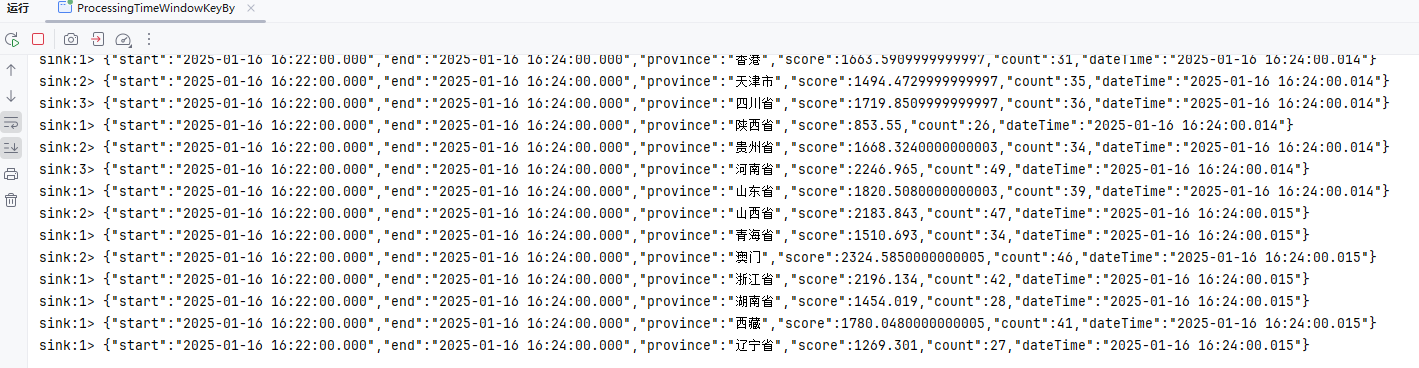 运行 ProcessingTimeWindowKeyBy
sink:1> {"start":"2025-01-16 16:22:00.000","end":"2025-01-16 16:24:00.000","province":"香港","score":1663.5909999999997,"count":31,"dateTime":"2025-01-16 16:24:00.014"}
sink:2> {"start":"2025-01-16 16:22:00.000","end":"2025-01-16 16:24:00.000","province":"天津市","score":1494.4729999999997,"count":35,"dateTime":"2025-01-16 16:24:00.014"}
sink:3> {"start":"2025-01-16 16:22:00.000","end":"2025-01-16 16:24:00.000","province":"四川省","score":1719.8509999999997,"count":36,"dateTime":"2025-01-16 16:24:00.014"}
sink:1> {"start":"2025-01-16 16:22:00.000","end":"2025-01-16 16:24:00.000","province":"陕西省","score":853.55,"count":26,"dateTime":"2025-01-16 16:24:00.014"}
sink:2> {"start":"2025-01-16 16:22:00.000","end":"2025-01-16 16:24:00.000","province":"贵州省","score":1668.3240000000003,"count":34,"dateTime":"2025-01-16 16:24:00.014"}
sink:3> {"start":"2025-01-16 16:22:00.000","end":"2025-01-16 16:24:00.000","province":"河南省","score":2246.965,"count":49,"dateTime":"2025-01-16 16:24:00.014"}
sink:1> {"start":"2025-01-16 16:22:00.000","end":"2025-01-16 16:24:00.000","province":"山东省","score":1820.5080000000003,"count":39,"dateTime":"2025-01-16 16:24:00.014"}
sink:2> {"start":"2025-01-16 16:22:00.000","end":"2025-01-16 16:24:00.000","province":"山西省","score":2183.843,"count":47,"dateTime":"2025-01-16 16:24:00.015"}
sink:1> {"start":"2025-01-16 16:22:00.000","end":"2025-01-16 16:24:00.000","province":"青海省","score":1510.693,"count":34,"dateTime":"2025-01-16 16:24:00.015"}
sink:2> {"start":"2025-01-16 16:22:00.000","end":"2025-01-16 16:24:00.000","province":"澳门","score":2324.5850000000005,"count":46,"dateTime":"2025-01-16 16:24:00.015"}
sink:1> {"start":"2025-01-16 16:22:00.000","end":"2025-01-16 16:24:00.000","province":"浙江省","score":2196.134,"count":42,"dateTime":"2025-01-16 16:24:00.015"}
sink:1> {"start":"2025-01-16 16:22:00.000","end":"2025-01-16 16:24:00.000","province":"湖南省","score":1454.019,"count":28,"dateTime":"2025-01-16 16:24:00.015"}
sink:1> {"start":"2025-01-16 16:22:00.000","end":"2025-01-16 16:24:00.000","province":"西藏","score":1780.0480000000005,"count":41,"dateTime":"2025-01-16 16:24:00.015"}
sink:1> {"start":"2025-01-16 16:22:00.000","end":"2025-01-16 16:24:00.000","province":"辽宁省","score":1269.301,"count":27,"dateTime":"2025-01-16 16:24:00.015"}